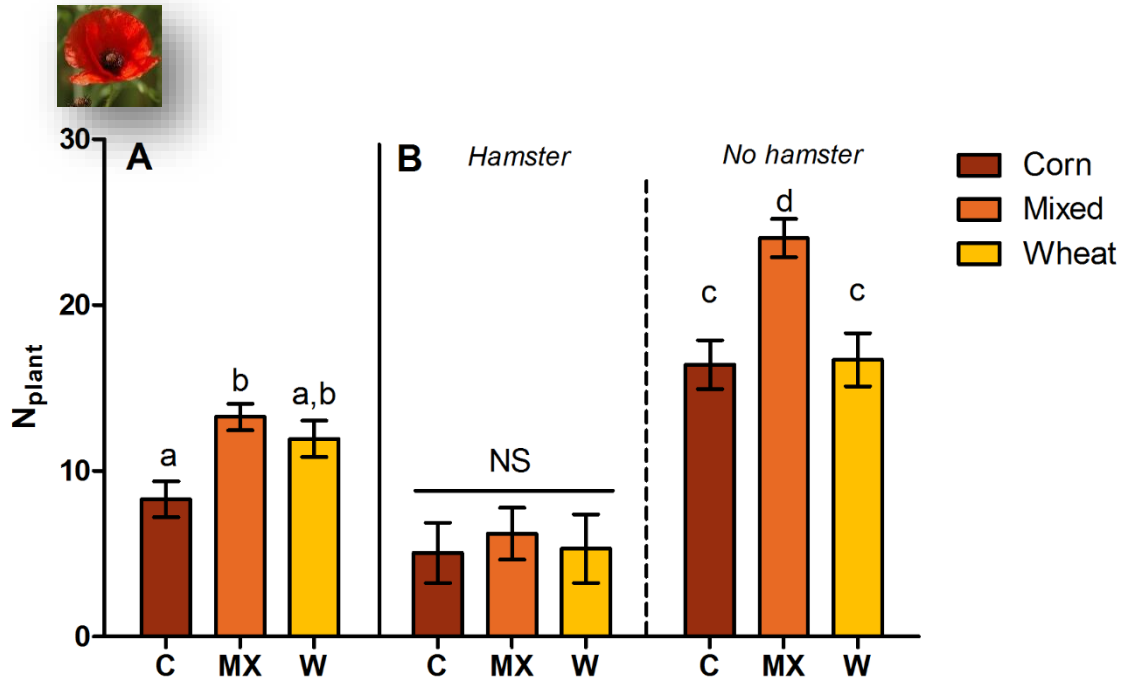 30
A
B
Hamster
No hamster
Corn
Mixed
Wheat
d
c
c
20
N_plant
b
a,b
a
NS
10
0
C MX W C MX W C MX W